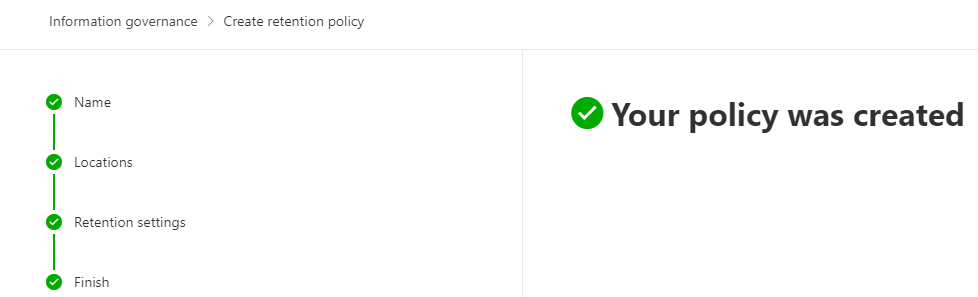 Information governance > Create retention policy
Name
Locations
Retention settings
Finish
Your policy was created